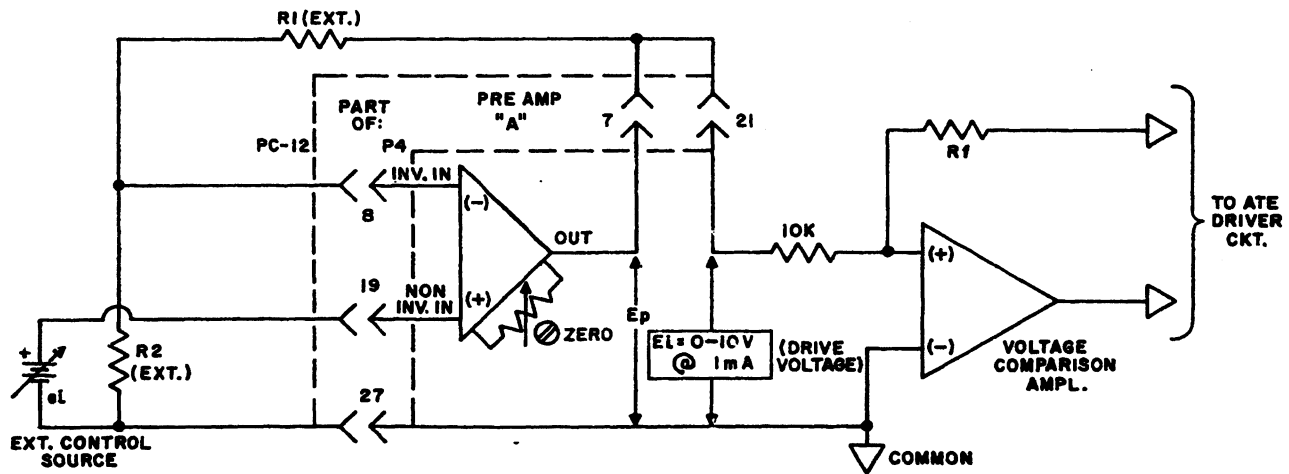 R1 (EXT.)
PART
OF:
PRE AMP
"A"
7
21
PC-12
P4
INV. IN
8
(-)
Rf
TO ATE
DRIVER
CKT.
OUT
10K
(+)
19
NON
INV. IN
(+)
ZERO
Ep
Ei = 0-10V
@ 1mA
(DRIVE
VOLTAGE)
(-)
VOLTAGE
COMPARISON
AMPL.
+
ei
R2
(EXT.)
27
EXT. CONTROL
SOURCE
COMMON